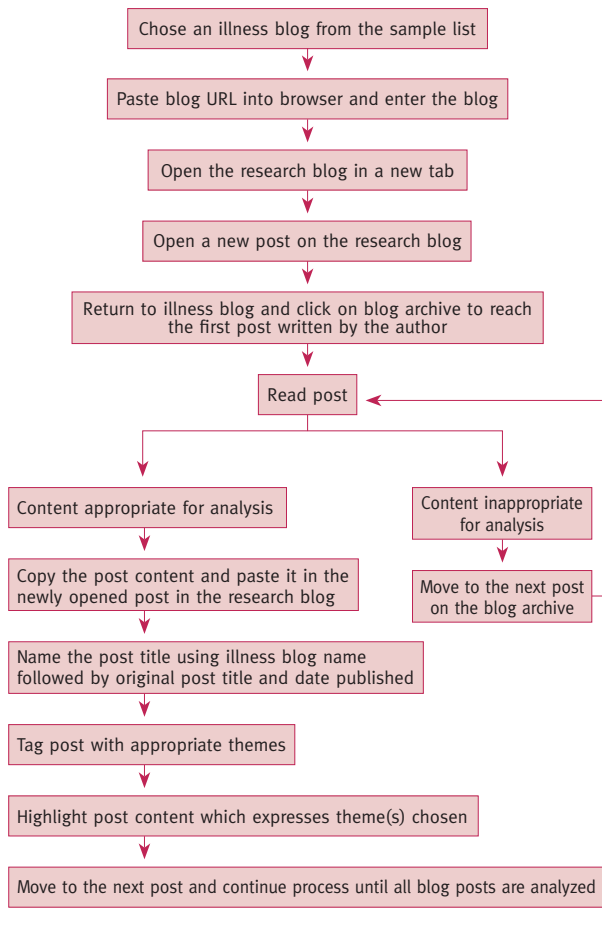 Chose an illness blog from the sample list
Paste blog URL into browser and enter the blog
Open the research blog in a new tab
Open a new post on the research blog
Return to illness blog and click on blog archive to reach
the first post written by the author
Read post
Content appropriate for analysis
Copy the post content and paste it in the
newly opened post in the research blog
Name the post title using illness blog name
followed by original post title and date published
Tag post with appropriate themes
Highlight post content which expresses theme(s) chosen
Move to the next post and continue process until all blog posts are analyzed
Content inappropriate
for analysis
Move to the next post
on the blog archive